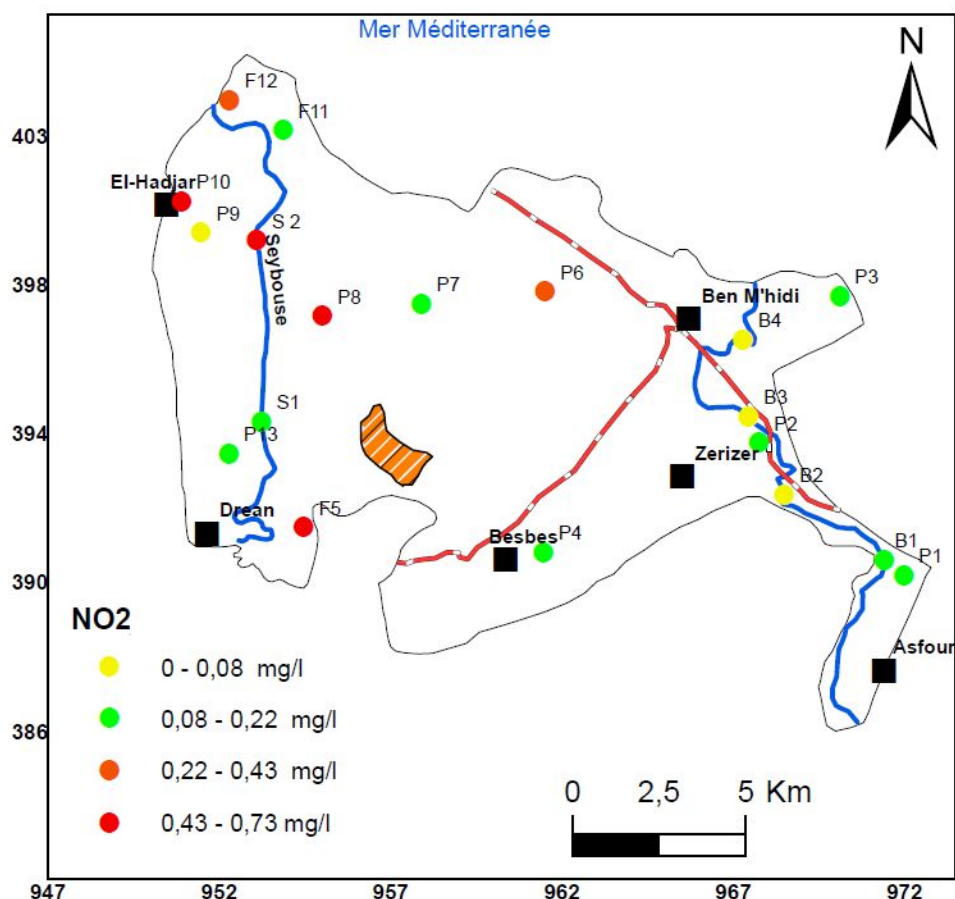 Mer Méditerranée
N
F12
F11
403
El-Hadjar
P10
P9
S 2
Seybouse
398
P8
P7
P6
Ben M'hidi
P3
B4
B3
P2
394
S1
P13
Zerizer
B2
Drean
F5
Besbes
P4
B1
P1
390
Asfour
386
NO2
0 - 0,08 mg/l
0,08 - 0,22 mg/l
0,22 - 0,43 mg/l
0,43 - 0,73 mg/l
0 2,5 5 Km
947 952 957 962 967 972